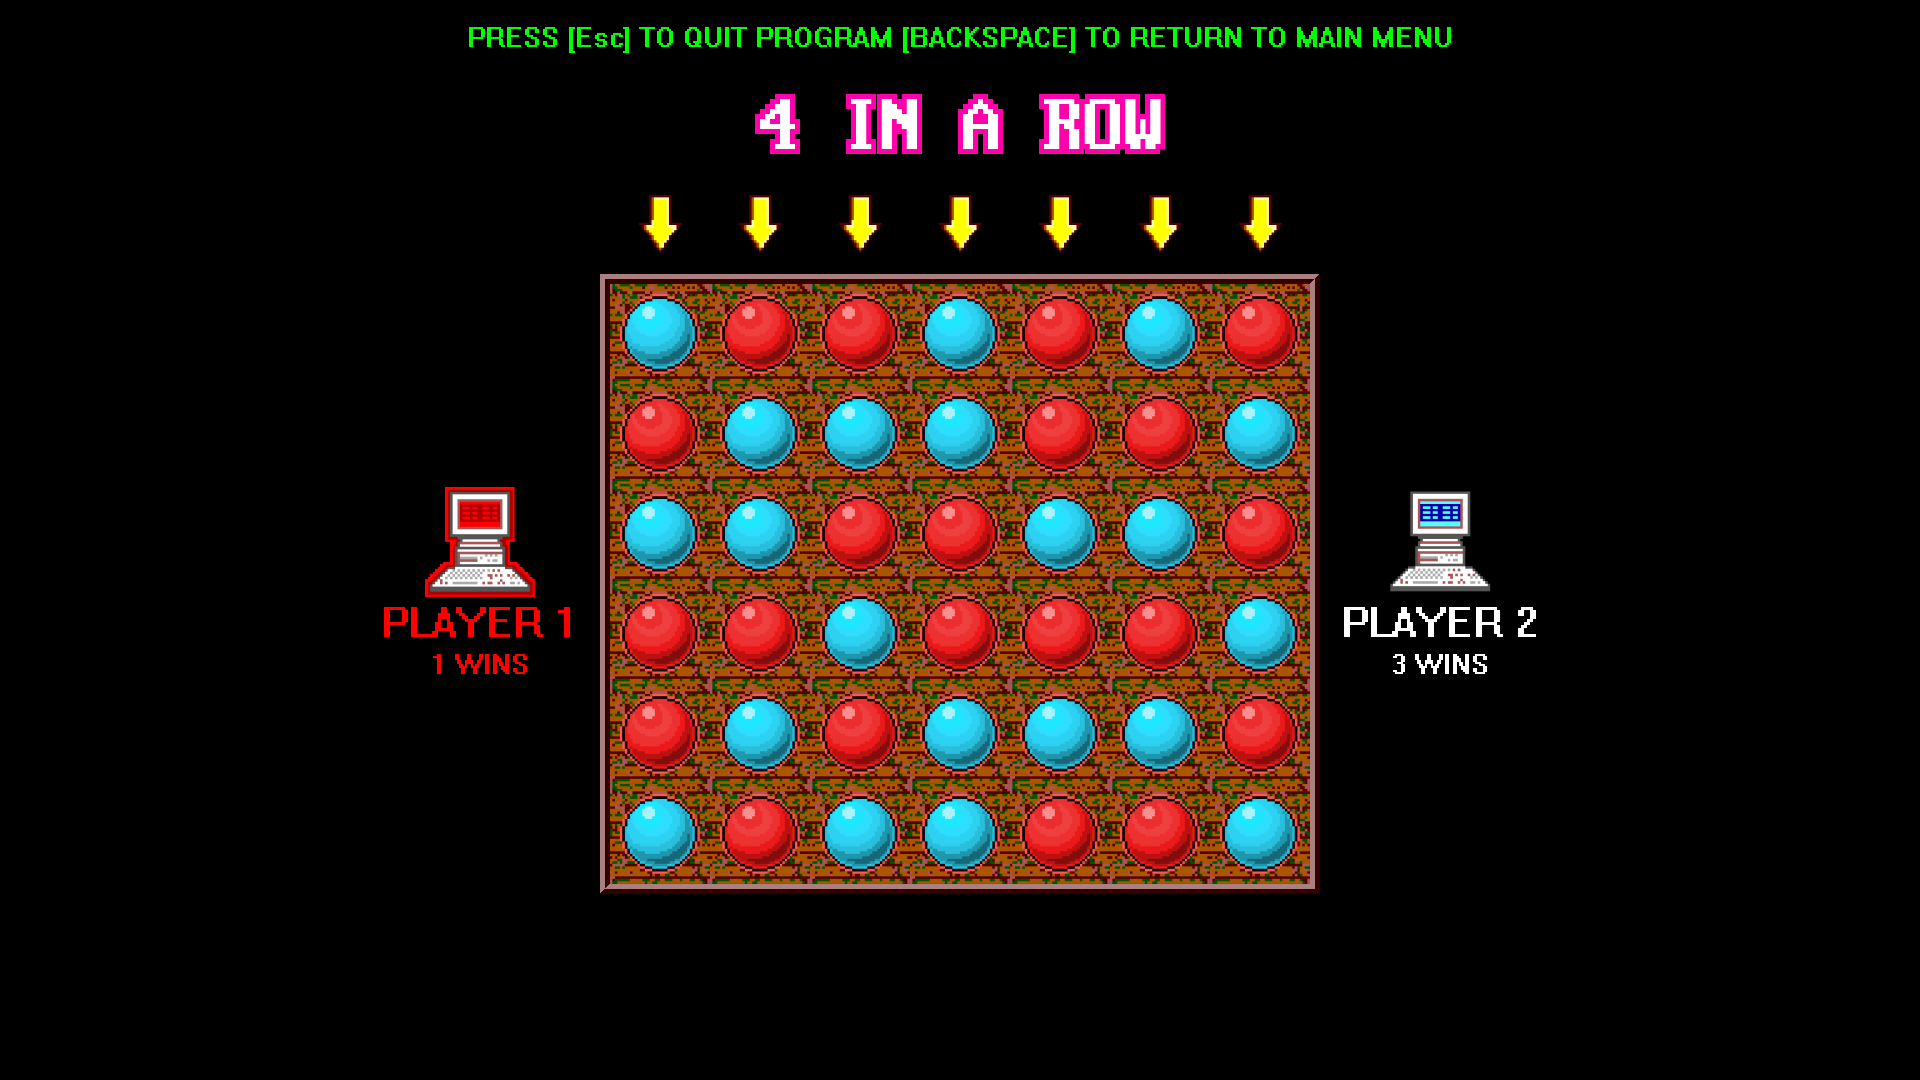 PRESS [Esc] TO QUIT PROGRAM [BACKSPACE] TO RETURN TO MAIN MENU
4 IN A ROW
PLAYER 1
1 WINS
PLAYER 2
3 WINS